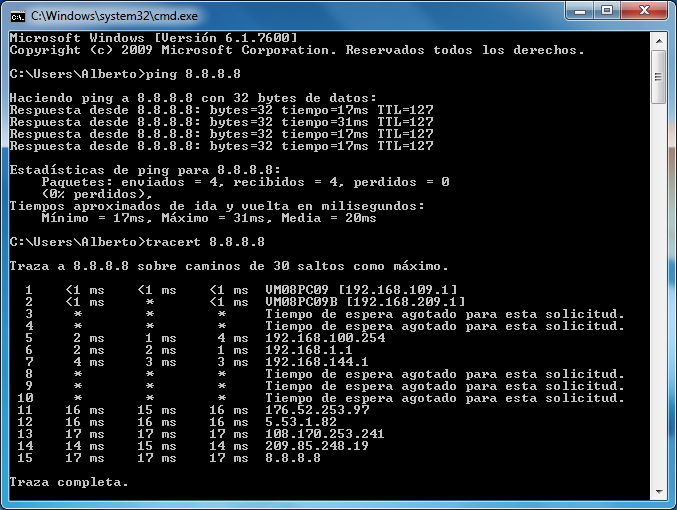 C:\Windows\system32\cmd.exe
Microsoft Windows [Versión 6.1.7600]
Copyright (c) 2009 Microsoft Corporation. Reservados todos los derechos.
C:\Users\Alberto>ping 8.8.8.8
Haciendo ping a 8.8.8.8 con 32 bytes de datos:
Respuesta desde 8.8.8.8: bytes=32 tiempo=17ms TTL=127
Respuesta desde 8.8.8.8: bytes=32 tiempo=31ms TTL=127
Respuesta desde 8.8.8.8: bytes=32 tiempo=17ms TTL=127
Respuesta desde 8.8.8.8: bytes=32 tiempo=17ms TTL=127
Estadísticas de ping para 8.8.8.8:
    Paquetes: enviados = 4, recibidos = 4, perdidos = 0
    (0% perdidos),
Tiempos aproximados de ida y vuelta en milisegundos:
    Mínimo = 17ms, Máximo = 31ms, Media = 20ms
C:\Users\Alberto>tracert 8.8.8.8
Traza a 8.8.8.8 sobre caminos de 30 saltos como máximo.
  1    <1 ms    <1 ms    <1 ms  VM08PC09 [192.168.109.1]
  2    <1 ms     *       <1 ms  VM08PC09B [192.168.209.1]
  3     *        *        *     Tiempo de espera agotado para esta solicitud.
  4     *        *        *     Tiempo de espera agotado para esta solicitud.
  5     2 ms     1 ms     4 ms  192.168.100.254
  6     2 ms     2 ms     1 ms  192.168.1.1
  7     4 ms     3 ms     3 ms  192.168.144.1
  8     *        *        *     Tiempo de espera agotado para esta solicitud.
  9     *        *        *     Tiempo de espera agotado para esta solicitud.
 10     *        *        *     Tiempo de espera agotado para esta solicitud.
 11    16 ms    15 ms    16 ms  176.52.253.97
 12    16 ms    16 ms    16 ms  5.53.1.82
 13    17 ms    17 ms    17 ms  108.170.253.241
 14    14 ms    15 ms    14 ms  209.85.248.19
 15    17 ms    17 ms    17 ms  8.8.8.8
Traza completa.